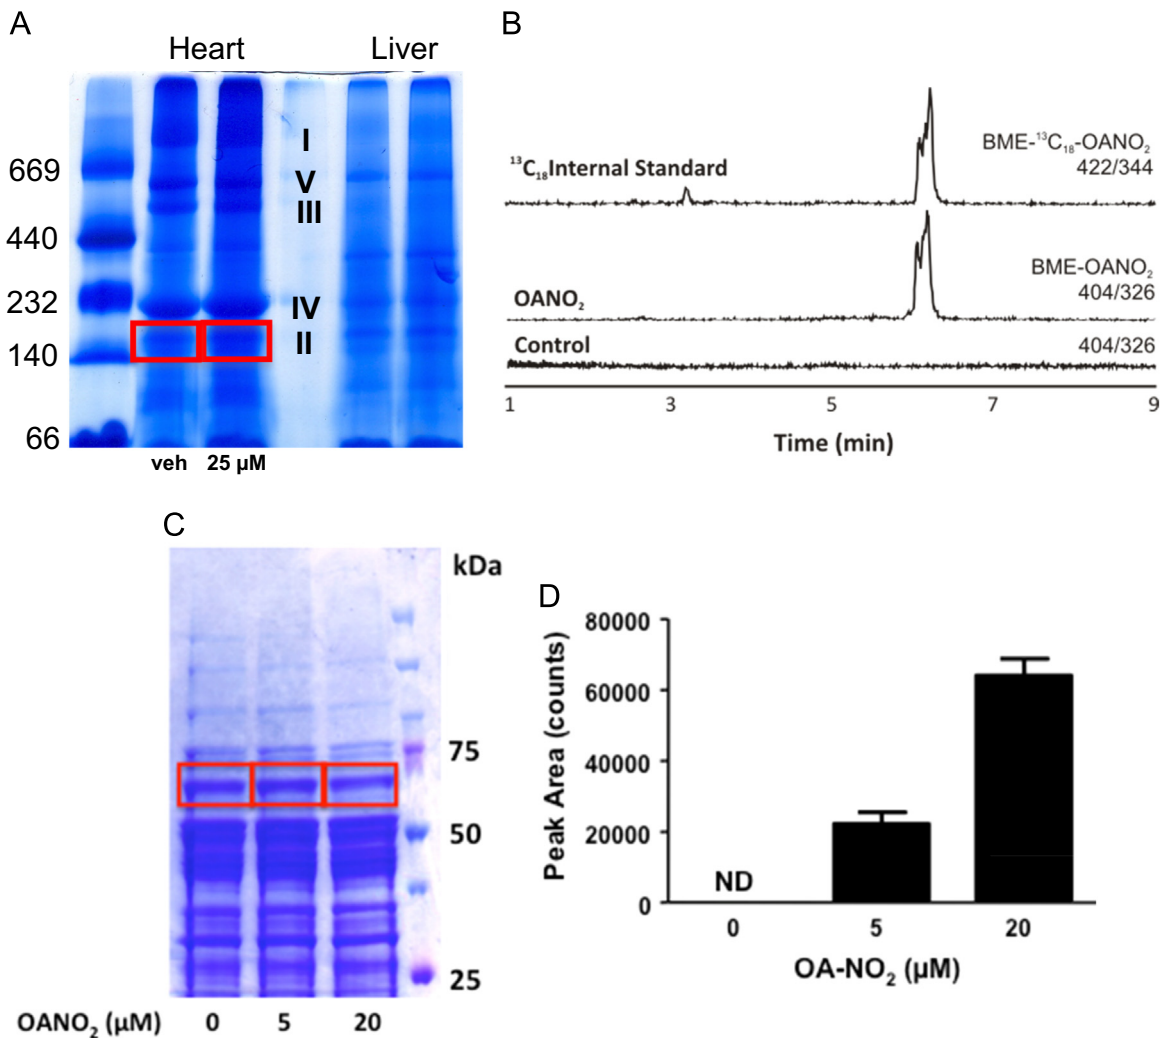 A
Heart Liver
669
440
232
140
66
I
V
III
IV
II
veh 25 µM
B
¹³C₁₈Internal Standard
BME-¹³C₁₈-OANO₂
422/344
OANO₂
BME-OANO₂
404/326
Control
404/326
1 3 5 7 9
Time (min)
C
kDa
75
50
25
OANO₂ (µM) 0 5 20
D
Peak Area (counts)
80000
60000
40000
20000
0
ND
0 5 20
OA-NO₂ (µM)